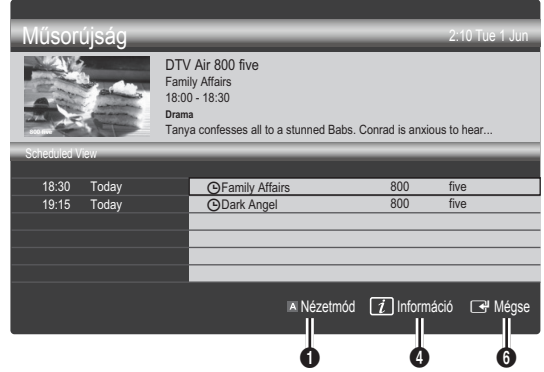 Műsorújság 2:10 Tue 1 Jun
DTV Air 800 five
Family Affairs
18:00 - 18:30
Drama
Tanya confesses all to a stunned Babs. Conrad is anxious to hear...
800 five
Scheduled View
18:30 Today Family Affairs 800 five
19:15 Today Dark Angel 800 five
A Nézetmód i Információ Mégse
1 4 6